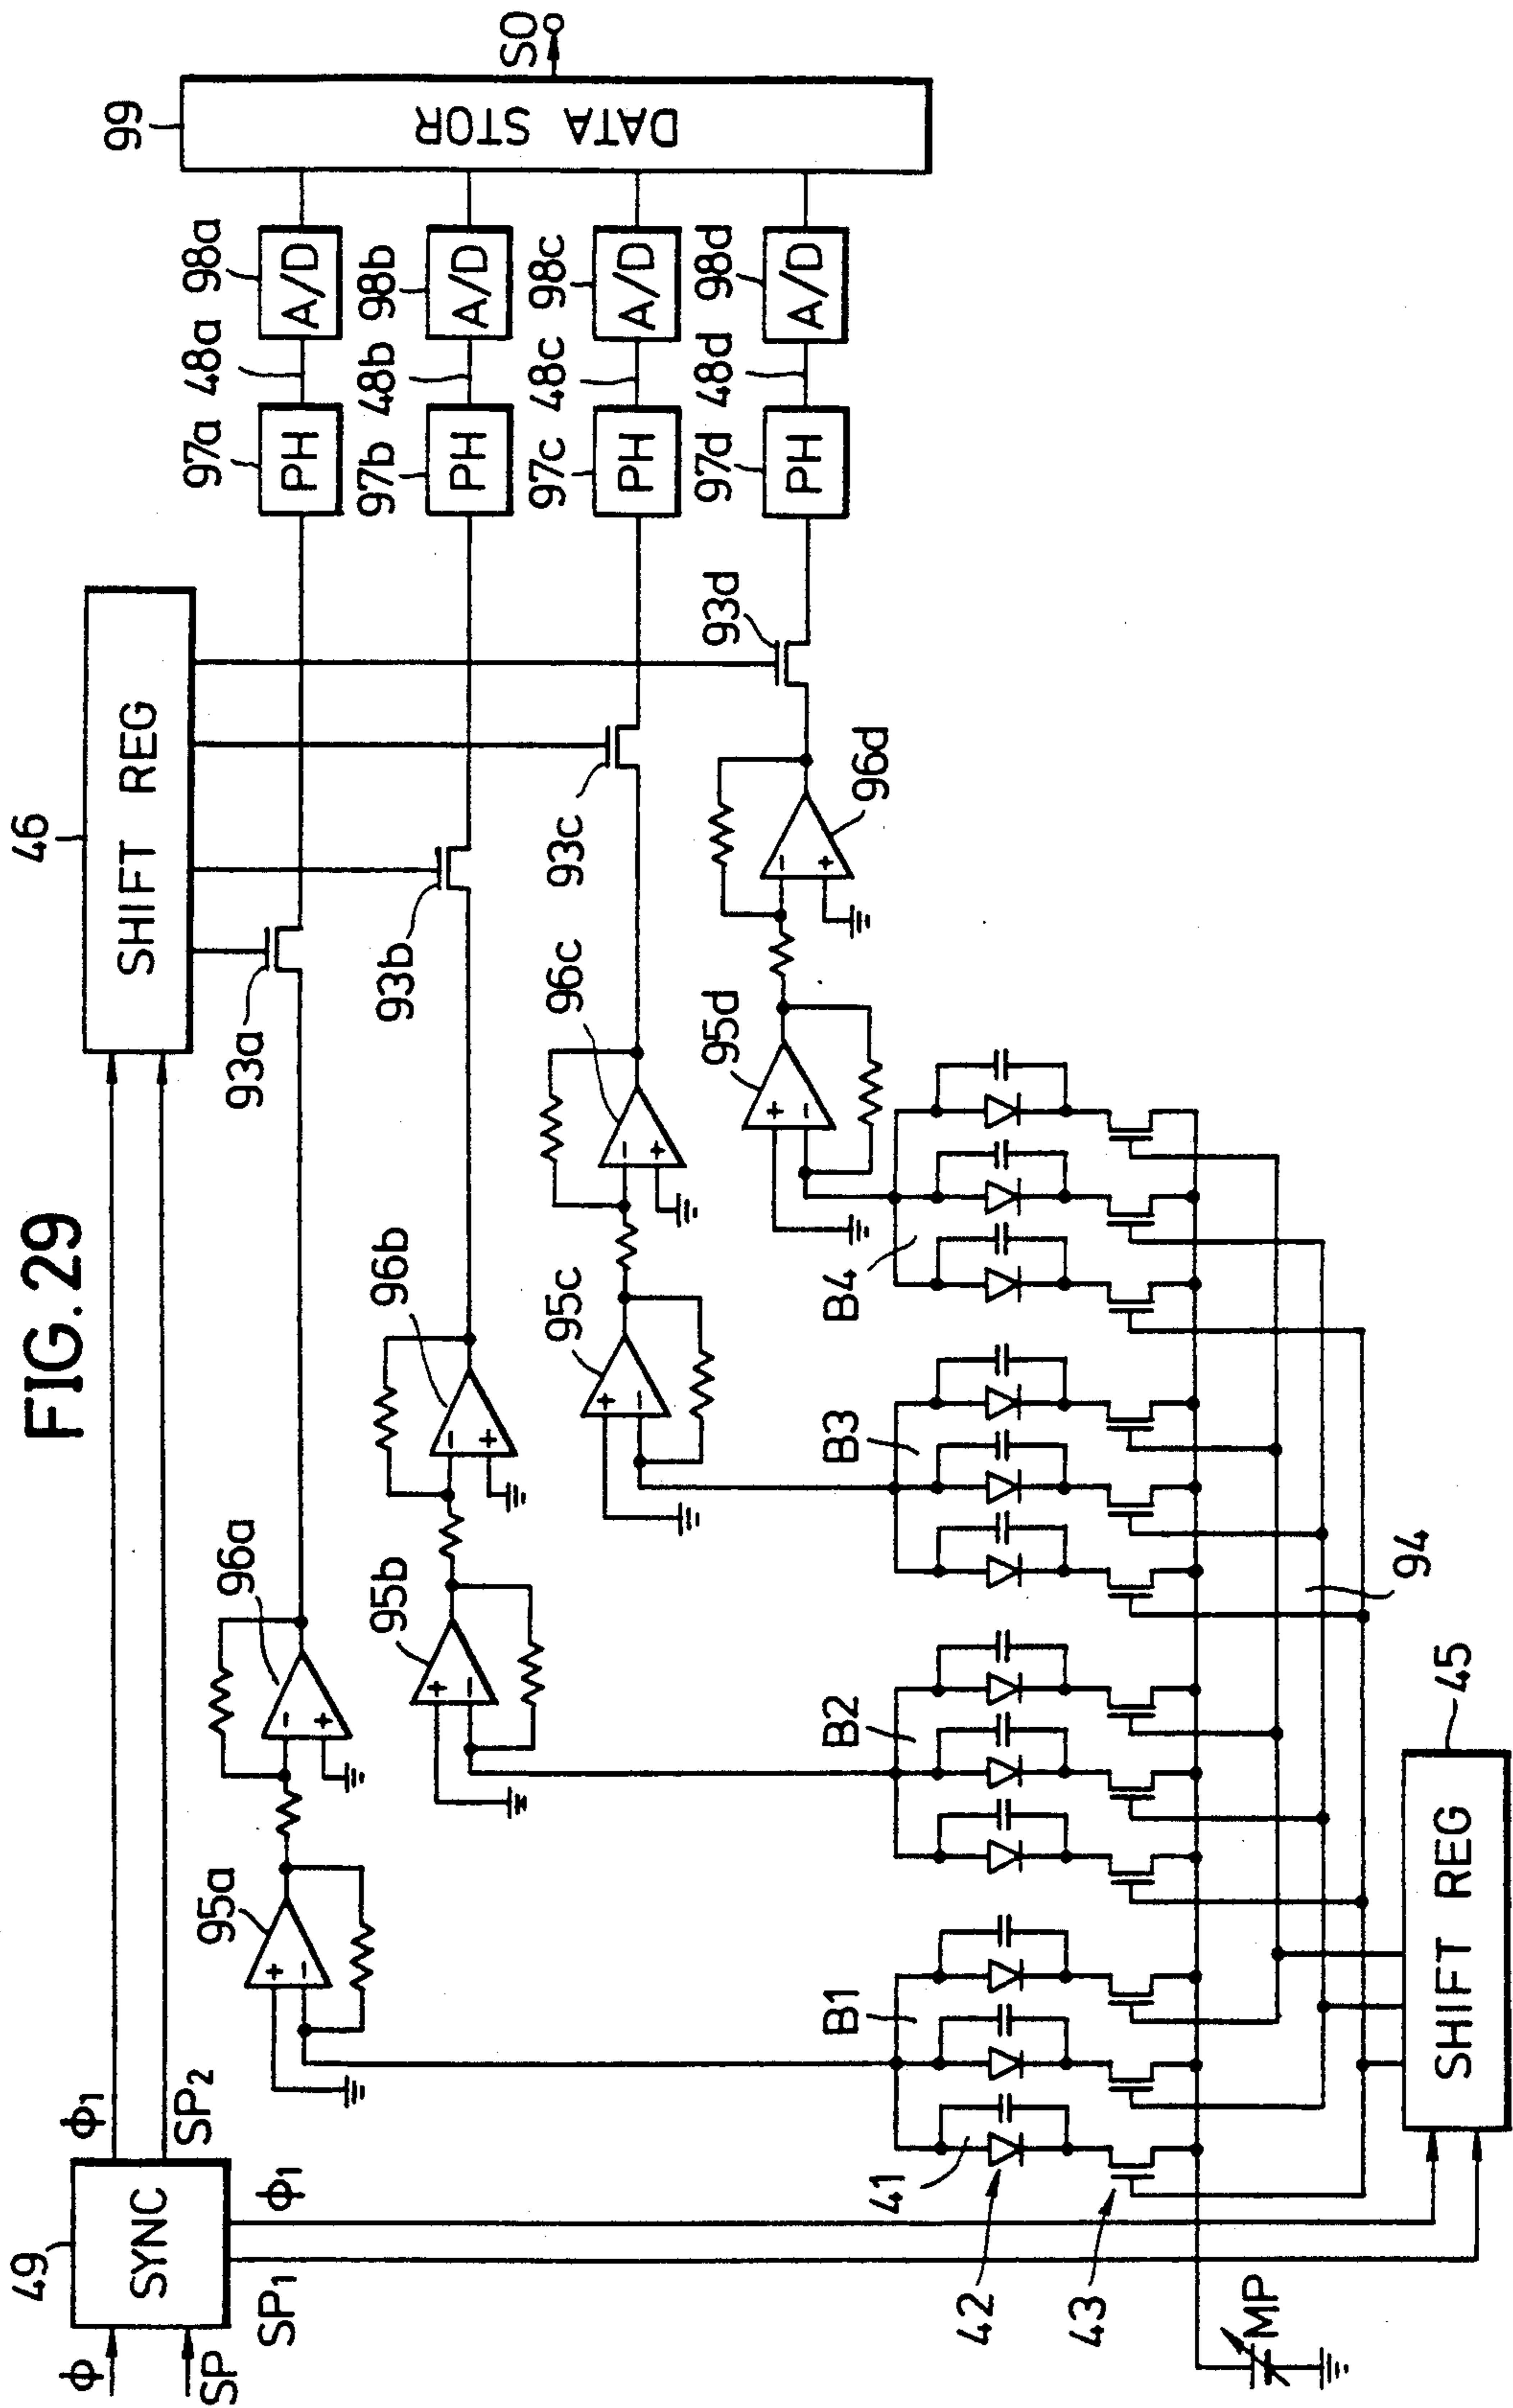 FIG. 29
49
SYNC
Φ
SP
Φ1
SP2
Φ1
SP1
46
SHIFT REG
93a
93b
93c
93d
95a
96a
95b
96b
95c
96c
95d
96d
97a
PH
48a
98a
A/D
97b
PH
48b
98b
A/D
97c
PH
48c
98c
A/D
97d
PH
48d
98d
A/D
99
DATA STOR
SO
+
−
−
+
+
−
−
+
+
−
−
+
+
−
−
+
B1
B2
B3
B4
41
42
43
94
45
SHIFT REG
MP